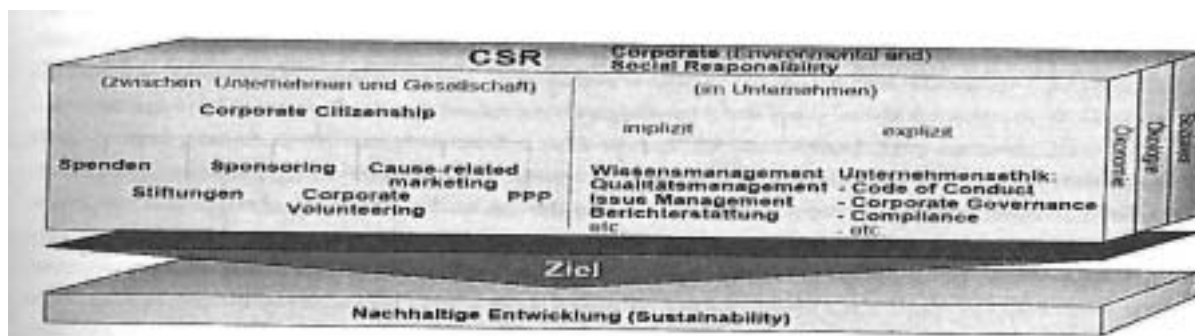 CSR Corporate (Environmental and)
Social Responsibility
(zwischen Unternehmen und Gesellschaft) (im Unternehmen)
Corporate Citizenship
implizit explizit
Spenden Sponsoring Cause-related
marketing
Stiftungen Corporate
Volunteering PPP
Wissensmanagement
Qualitätsmanagement
Issue Management
Berichterstattung
etc.
Unternehmensethik:
- Code of Conduct
- Corporate Governance
- Compliance
- etc.
Ökonomie
Ökologie
Soziales
Ziel
Nachhaltige Entwicklung (Sustainability)